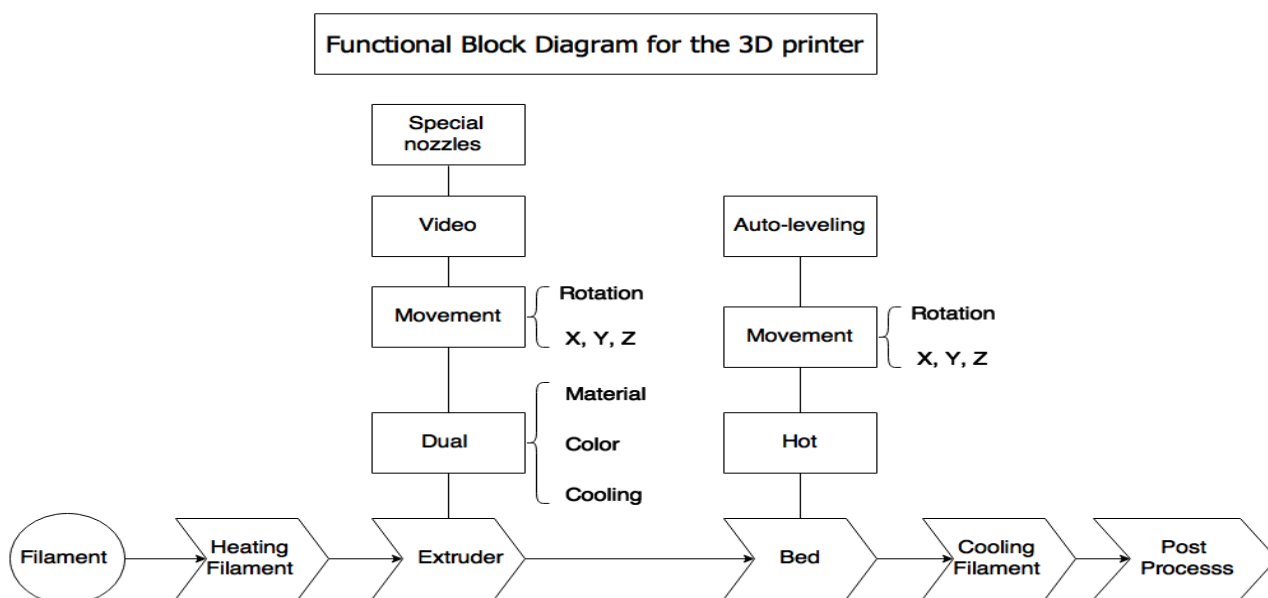 Functional Block Diagram for the 3D printer
Special
nozzles
Video
Auto-leveling
Movement
Rotation
X, Y, Z
Movement
Rotation
X, Y, Z
Dual
Material
Color
Cooling
Hot
Filament
Heating
Filament
Extruder
Bed
Cooling
Filament
Post
Processs